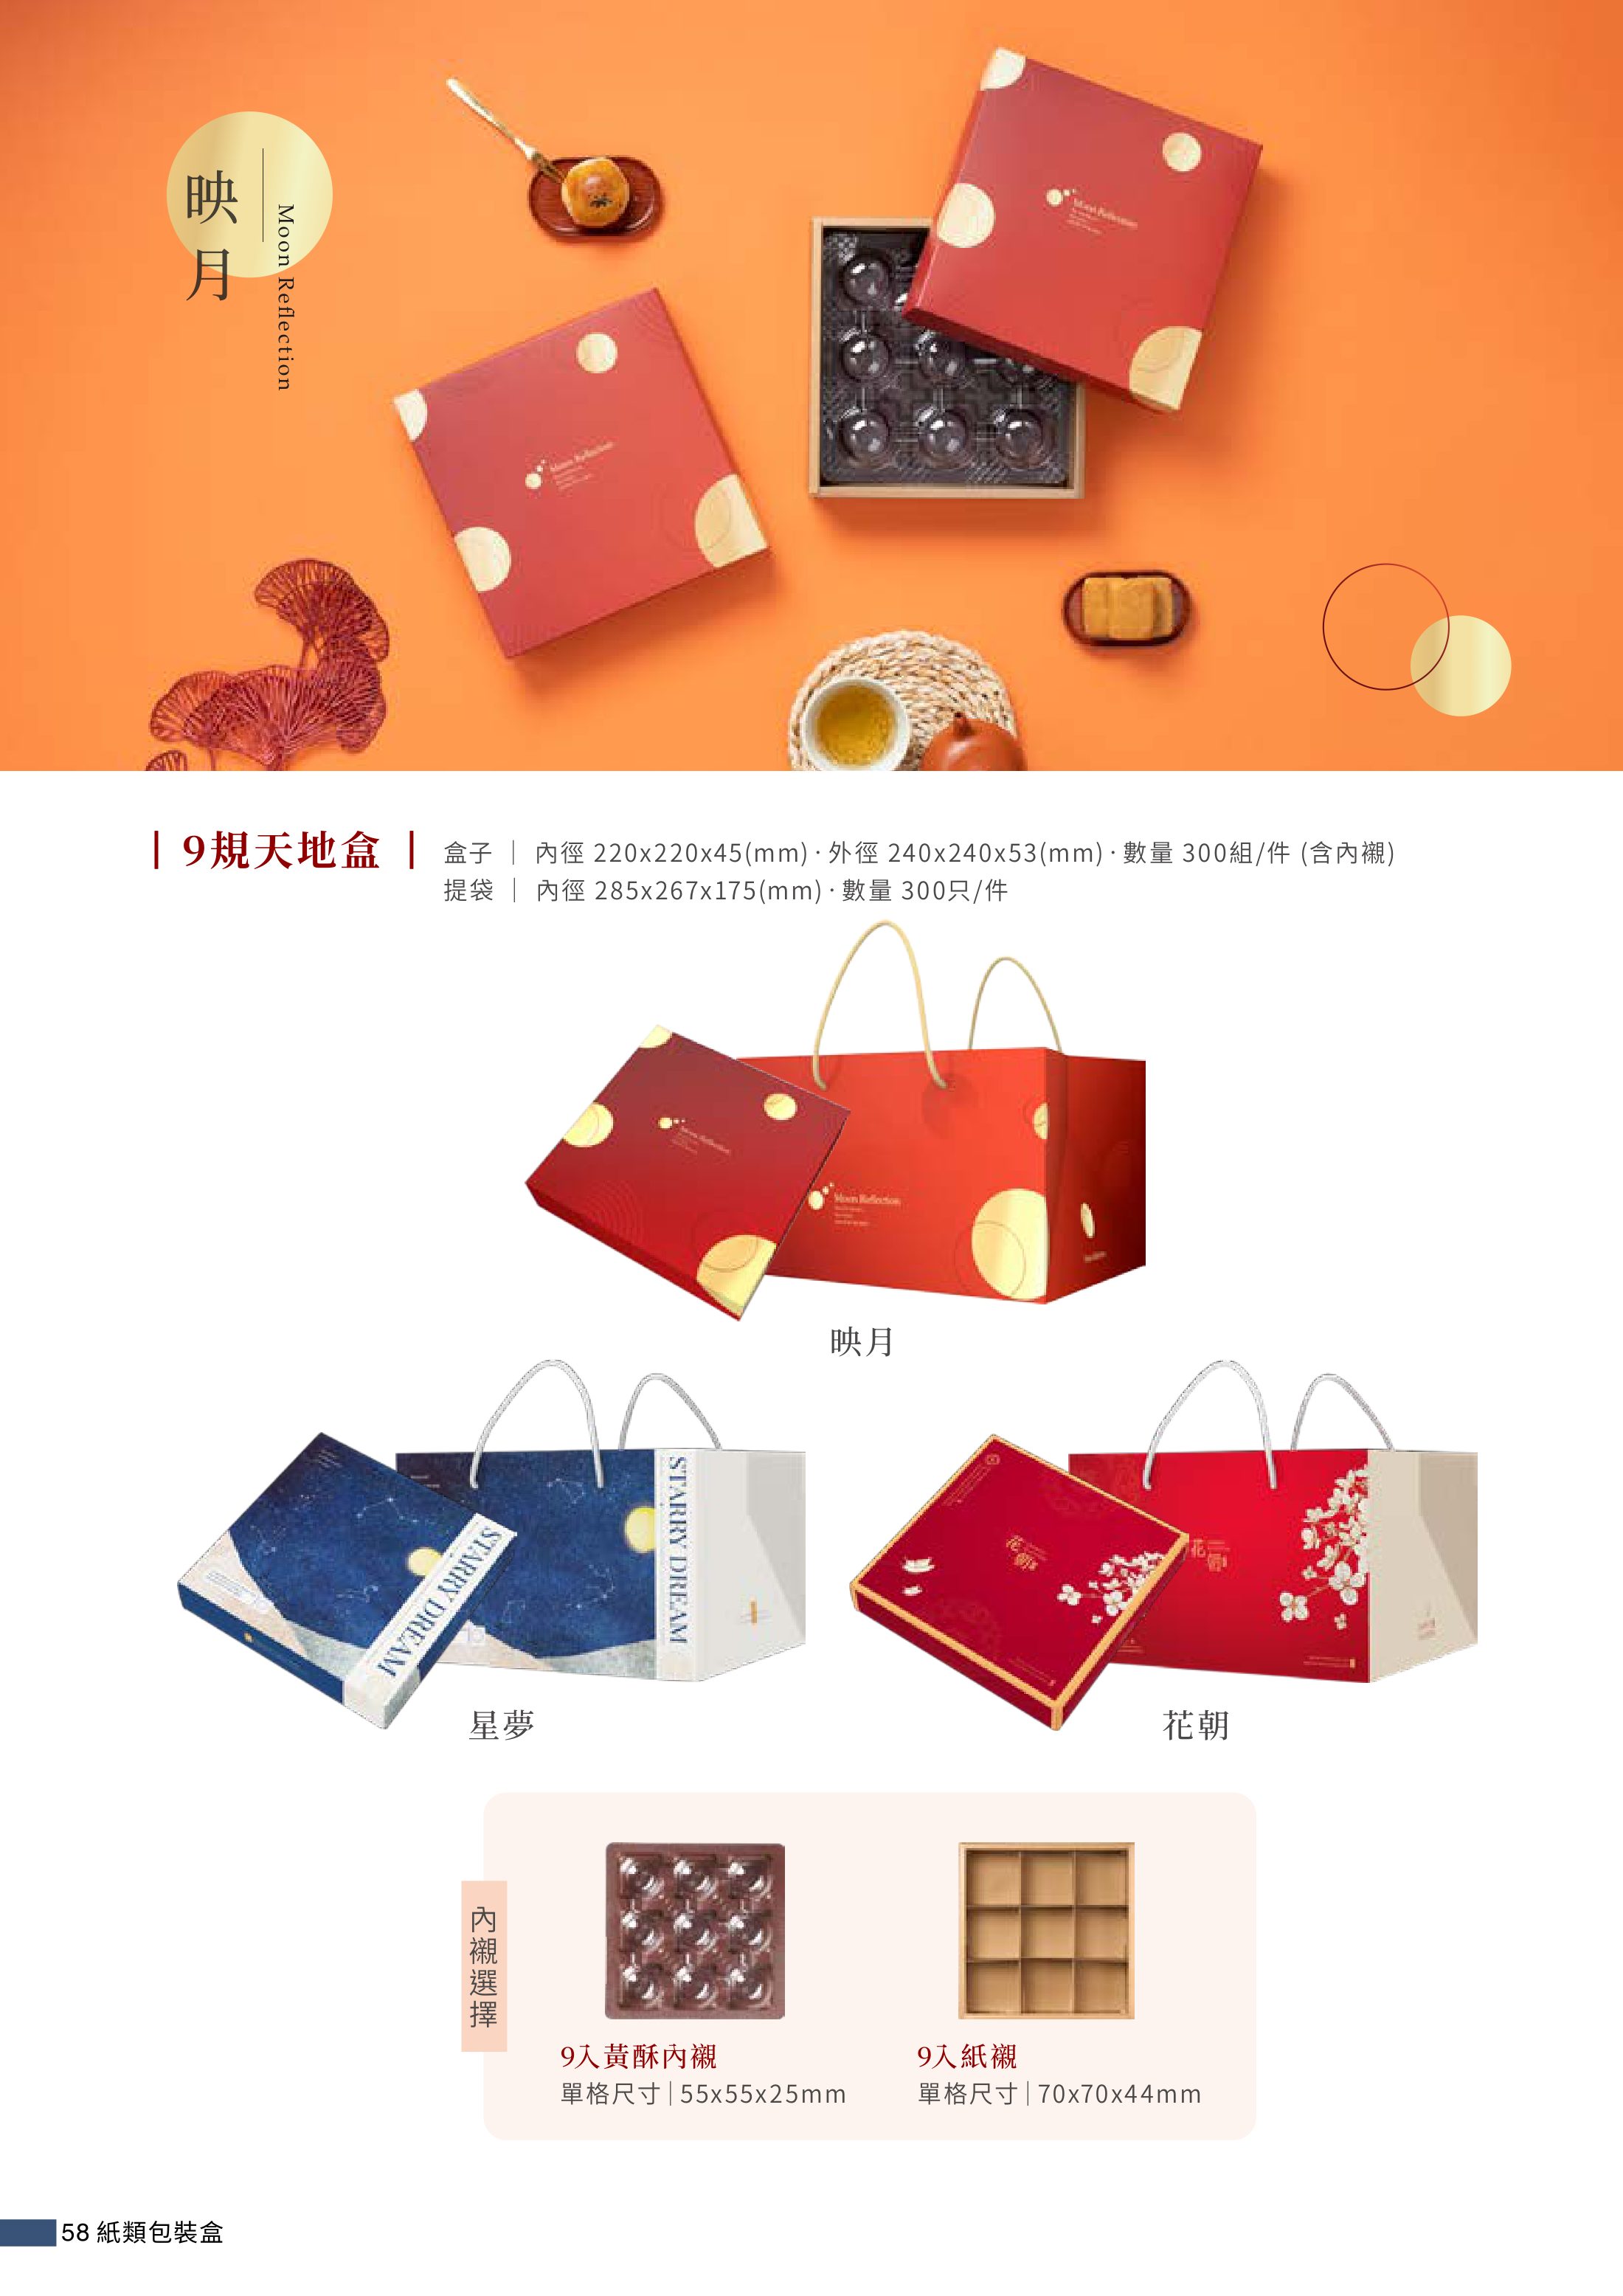 映月
Moon Reflection
Moon Reflection
Moon Reflection
9規天地盒
盒子｜內徑 220x220x45(mm)·外徑 240x240x53(mm)·數量 300組/件 (含內襯)
提袋｜內徑 285x267x175(mm)·數量 300只/件
Moon Reflection
Moon Reflection
映月
STARRY DREAM
STARRY DREAM
星夢
花朝
花朝
花朝
內襯選擇
9入黃酥內襯
單格尺寸｜55x55x25mm
9入紙襯
單格尺寸｜70x70x44mm
58 紙類包裝盒